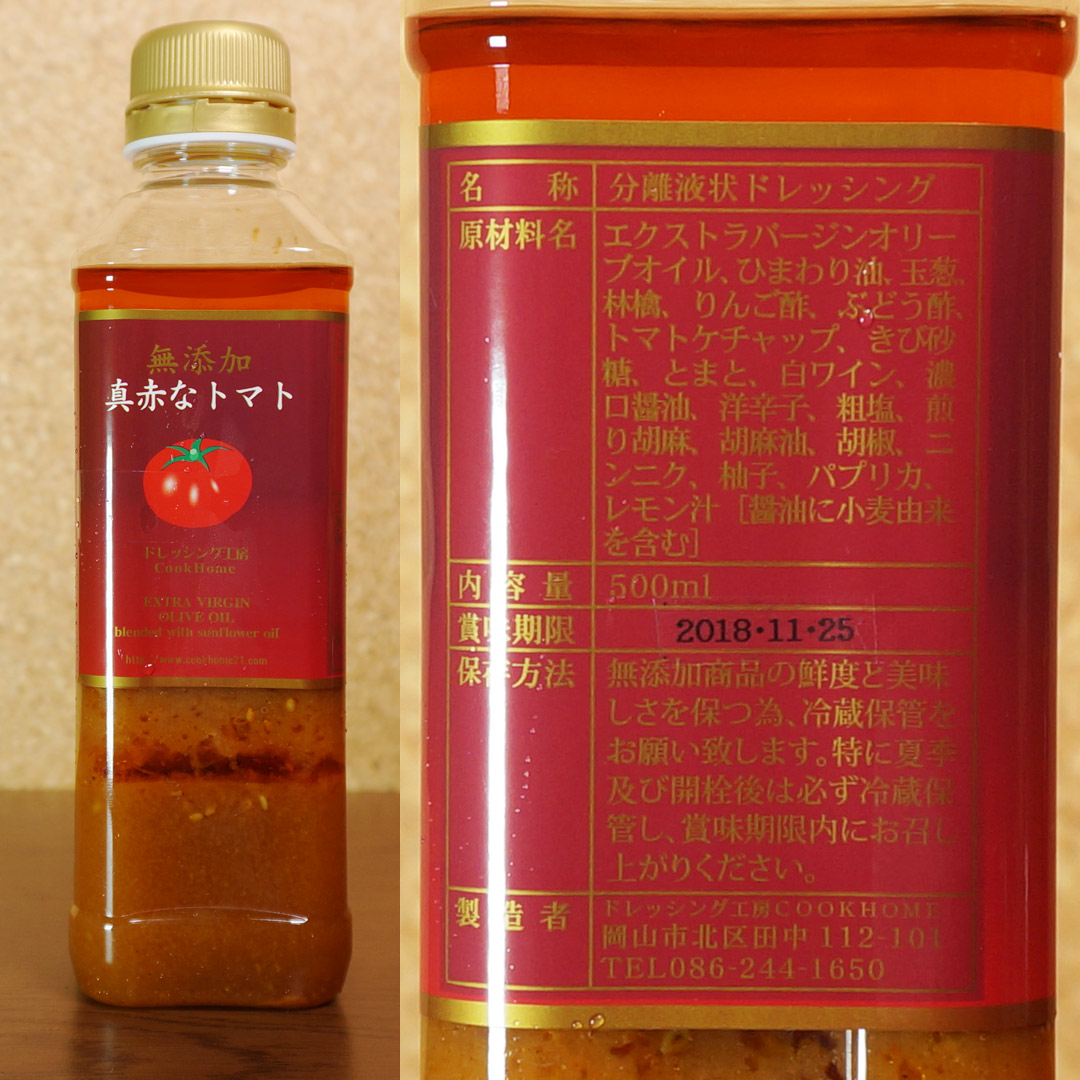 無添加
真赤なトマト
ドレッシング工房
CookHome
EXTRA VIRGIN
OLIVE OIL
blended with sunflower oil
http://www.cookhome21.com
名称 分離液状ドレッシング
原材料名 エクストラバージンオリー
ブオイル、ひまわり油、玉葱、
林檎、りんご酢、ぶどう酢、
トマトケチャップ、きび砂
糖、とまと、白ワイン、濃
口醤油、洋辛子、粗塩、煎
り胡麻、胡麻油、胡椒、ニ
ンニク、柚子、パプリカ、
レモン汁［醤油に小麦由来
を含む］
内容量 500ml
賞味期限 2018・11・25
保存方法 無添加商品の鮮度と美味
しさを保つ為、冷蔵保管を
お願い致します。特に夏季
及び開栓後は必ず冷蔵保
管し、賞味期限内にお召し
上がりください。
製造者 ドレッシング工房COOKHOME
岡山市北区田中112-101
TEL086-244-1650